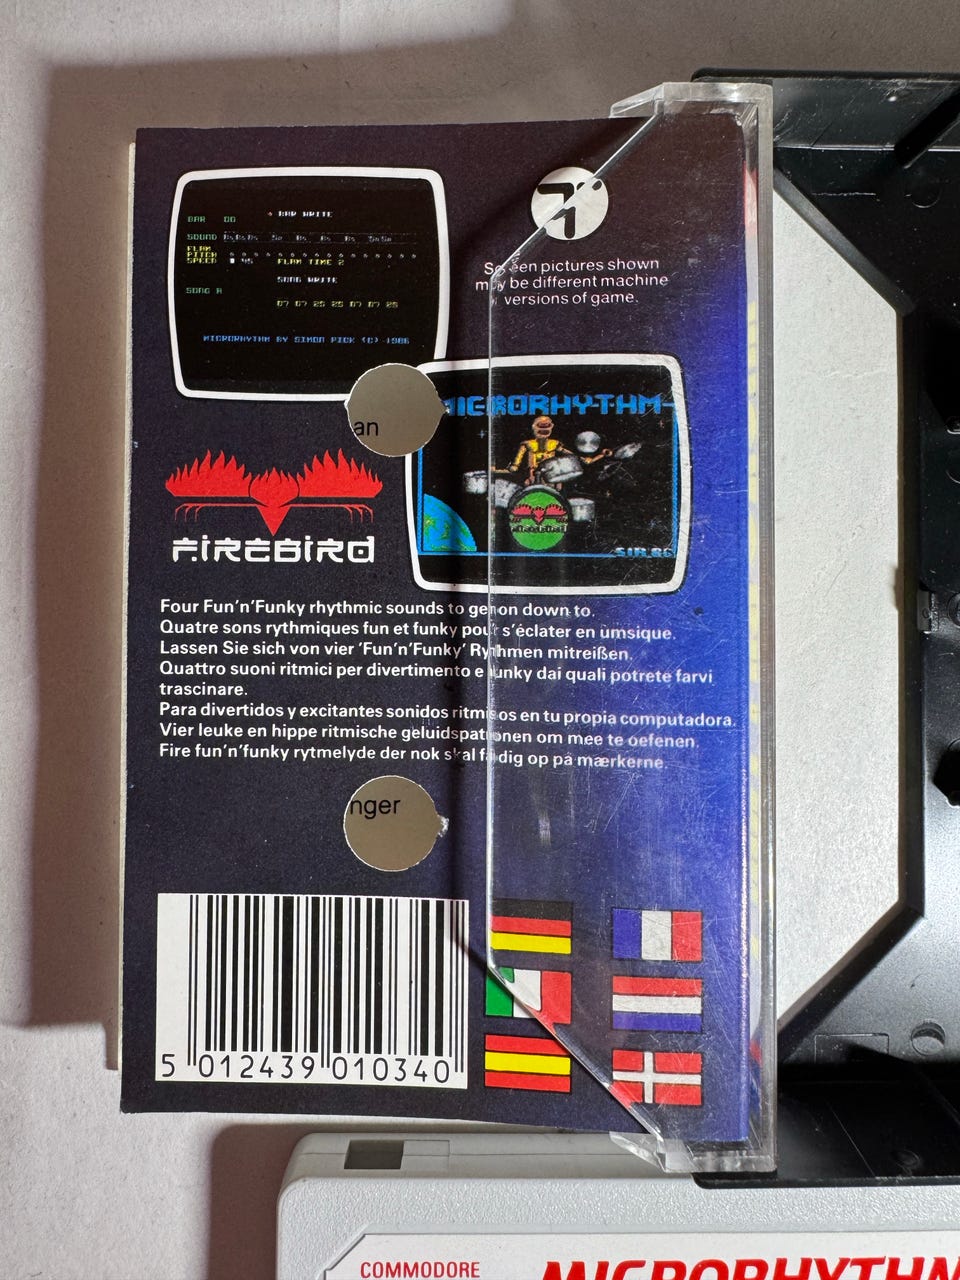 BAR 00 + BAR WRITE
SOUND
FLAM
PITCH
SPEED 45 FLAM TIME 2
SONG WRITE
SONG A
07 07 25 25 07 07 25
MICRORHYTHM BY SIMON PICK (C) 1986
Screen pictures shown
may be different machine
versions of game.
an
MICRORHYTHM
FIREBIRD
Four Fun'n'Funky rhythmic sounds to get on down to.
Quatre sons rythmiques fun et funky pour s'éclater en umsique.
Lassen Sie sich von vier 'Fun'n'Funky' Rythmen mitreißen.
Quattro suoni ritmici per divertimento e funky dai quali potrete farvi
trascinare.
Para divertidos y excitantes sonidos ritmicos en tu propia computadora.
Vier leuke en hippe ritmische geluidspatronen om mee te oefenen.
Fire fun'n'funky rytmelyde der nok skal få dig op på mærkerne.
nger
5 012439 010340
COMMODORE
MICRORHYTHM